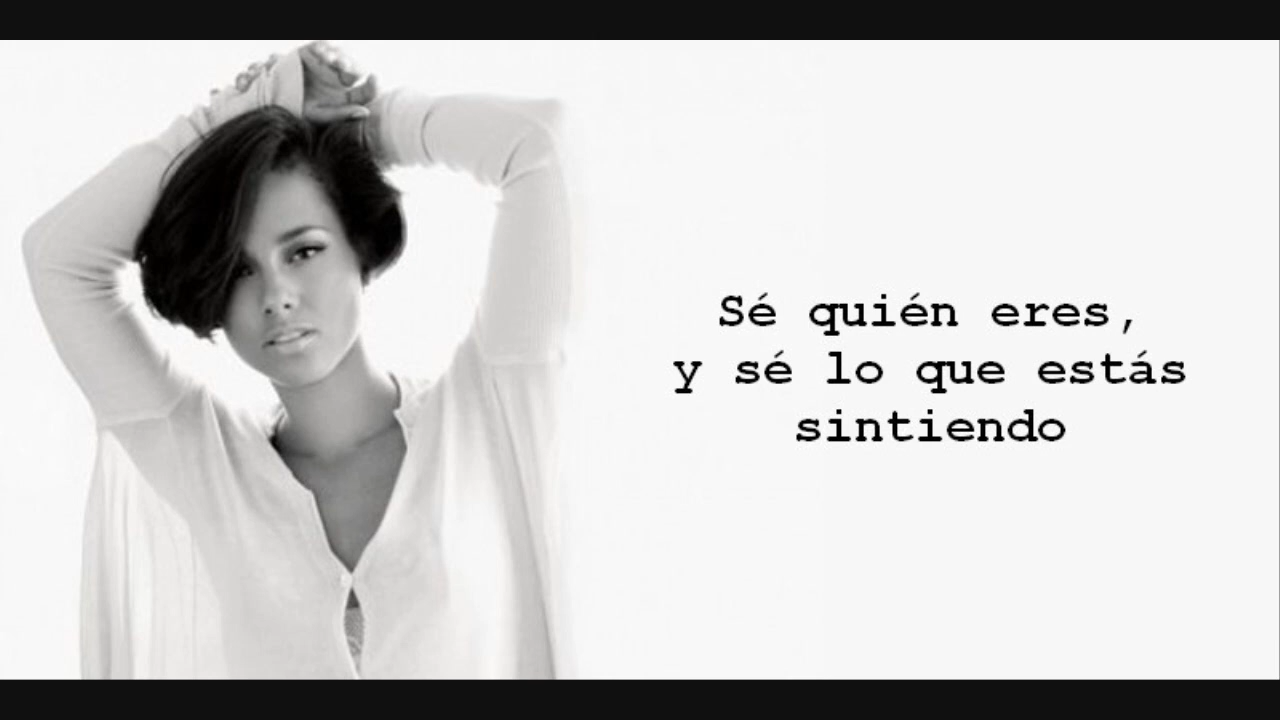 Sé quién eres,
y sé lo que estás
sintiendo